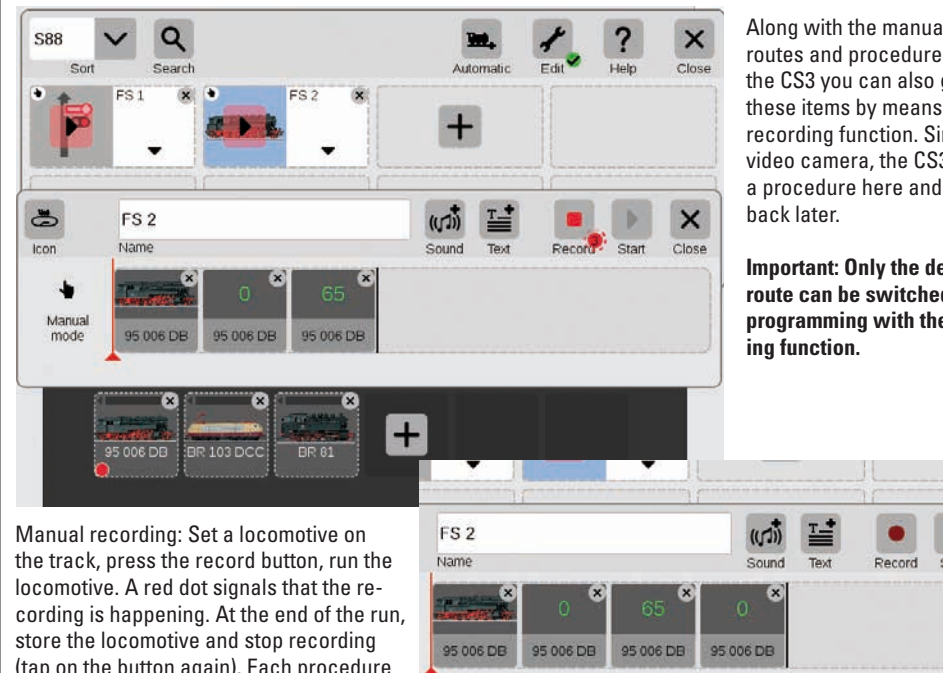 S88
Sort
Search
Automatic
Edit
Help
Close
FS 1
FS 2
Icon
FS 2
Name
Sound
Text
Record
3
Start
Close
Manual
mode
0
65
95 006 DB
95 006 DB
95 006 DB
95 006 DB
BR 103 DCC
BR 81
Along with the manual
routes and procedure
the CS3 you can also
these items by means
recording function.
video camera, the CS3
a procedure here and
back later.
Important: Only the
route can be switched
programming with the
ing function.
Manual recording: Set a locomotive on
the track, press the record button, run the
locomotive. A red dot signals that the re-
cording is happening. At the end of the run,
store the locomotive and stop recording
(tap on the button again). Each procedure
FS 2
Name
Sound
Text
Record
0
65
0
95 006 DB
95 006 DB
95 006 DB
95 006 DB